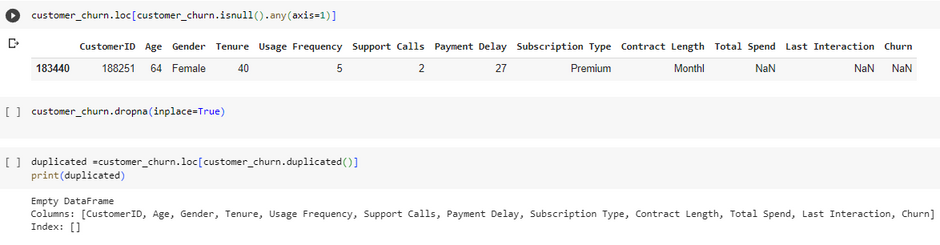 customer_churn.loc[customer_churn.isnull().any(axis=1)]
CustomerID Age Gender Tenure Usage Frequency Support Calls Payment Delay Subscription Type Contract Length Total Spend Last Interaction Churn
183440 188251 64 Female 40 5 2 27 Premium Monthl NaN NaN NaN
[ ] customer_churn.dropna(inplace=True)
[ ] duplicated =customer_churn.loc[customer_churn.duplicated()]
print(duplicated)
Empty DataFrame
Columns: [CustomerID, Age, Gender, Tenure, Usage Frequency, Support Calls, Payment Delay, Subscription Type, Contract Length, Total Spend, Last Interaction, Churn]
Index: []